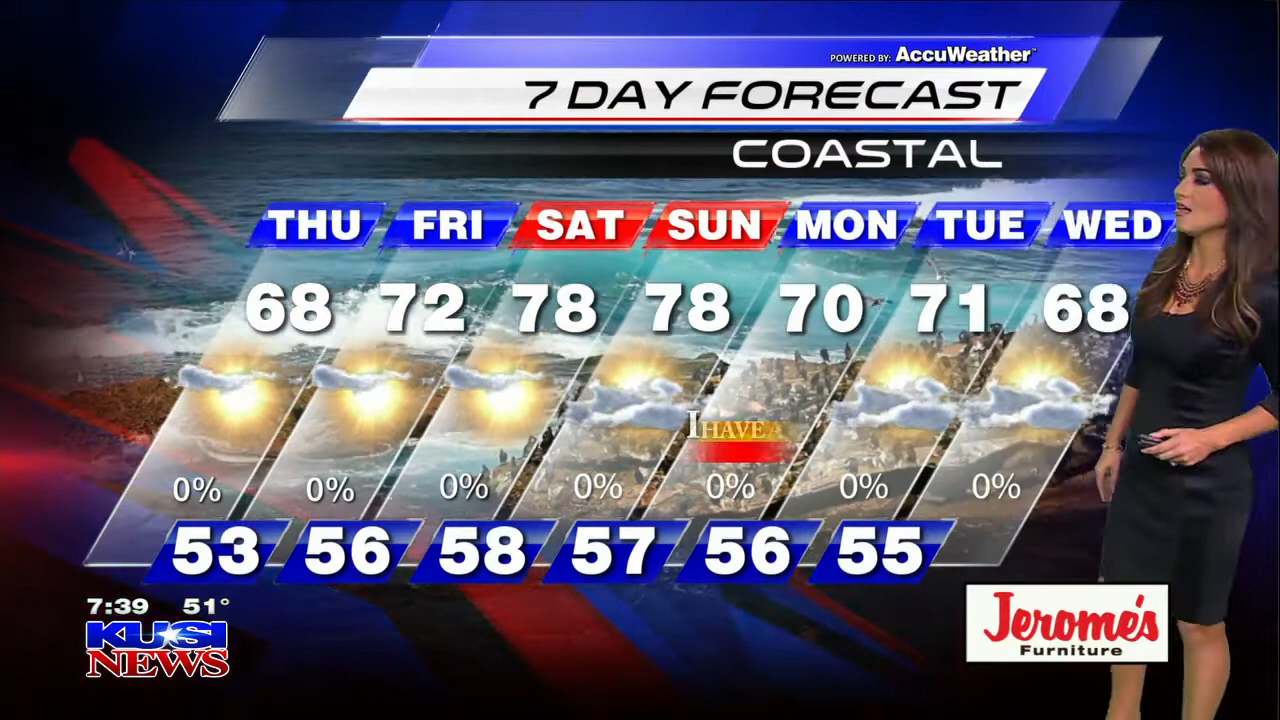 POWERED BY: AccuWeather™
7 DAY FORECAST
COASTAL
THU FRI SAT SUN MON TUE WED
68 72 78 78 70 71 68
I HAVE A
0% 0% 0% 0% 0% 0% 0%
53 56 58 57 56 55
7:39 51°
KUSI
NEWS
Jerome's
Furniture